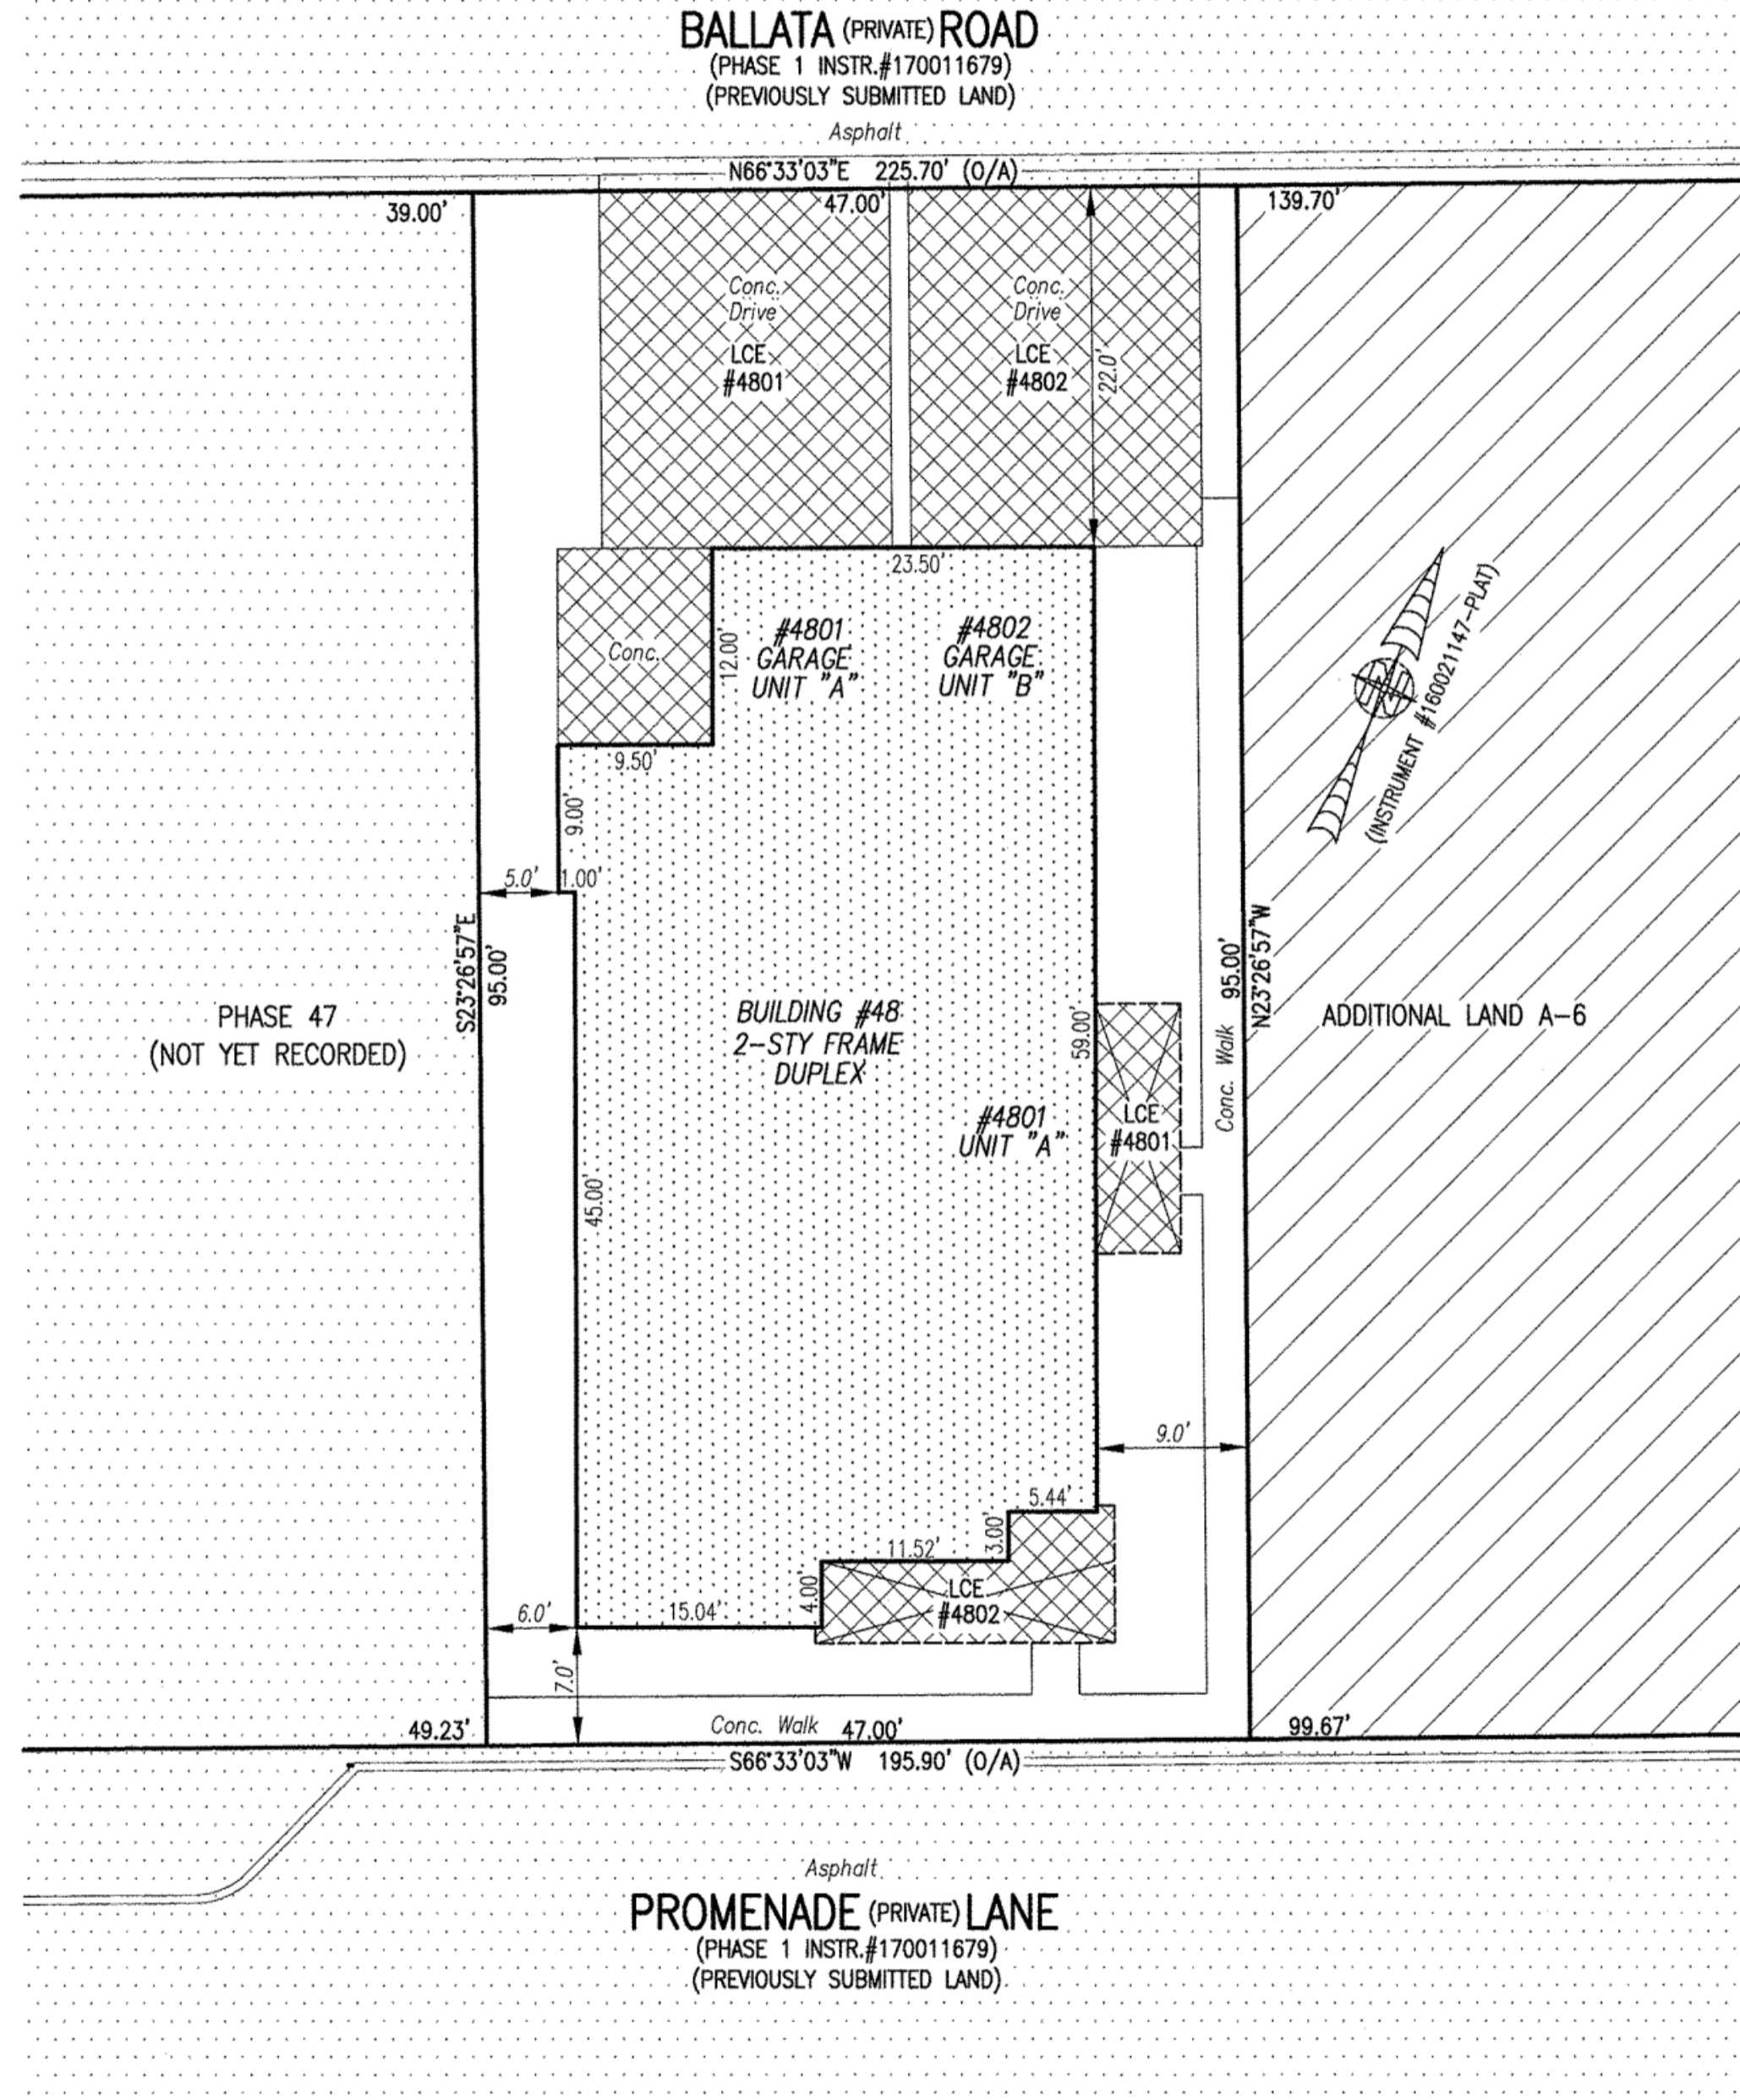 BALLATA (PRIVATE) ROAD
(PHASE 1 INSTR.#170011679)
(PREVIOUSLY SUBMITTED LAND)
Asphalt
N66°33'03"E 225.70' (O/A)
39.00'
47.00'
139.70'
Conc.
Drive
LCE
#4801
Conc.
Drive
LCE
#4802
22.0'
23.50'
Conc.
12.00'
#4801
GARAGE
UNIT "A"
#4802
GARAGE
UNIT "B"
(INSTRUMENT #160021147-PLAT)
9.50'
9.00'
5.0'
1.00'
S23°26'57"E
95.00'
PHASE 47
(NOT YET RECORDED)
BUILDING #48
2-STY FRAME
DUPLEX
59.00'
#4801
UNIT "A"
LCE
#4801
Conc. Walk 95.00'
N23°26'57"W
ADDITIONAL LAND A-6
45.00'
9.0'
5.44'
3.00'
11.52'
4.00'
LCE
#4802
6.0'
15.04'
7.0'
49.23'
Conc. Walk 47.00'
99.67'
S66°33'03"W 195.90' (O/A)
Asphalt
PROMENADE (PRIVATE) LANE
(PHASE 1 INSTR.#170011679)
(PREVIOUSLY SUBMITTED LAND)